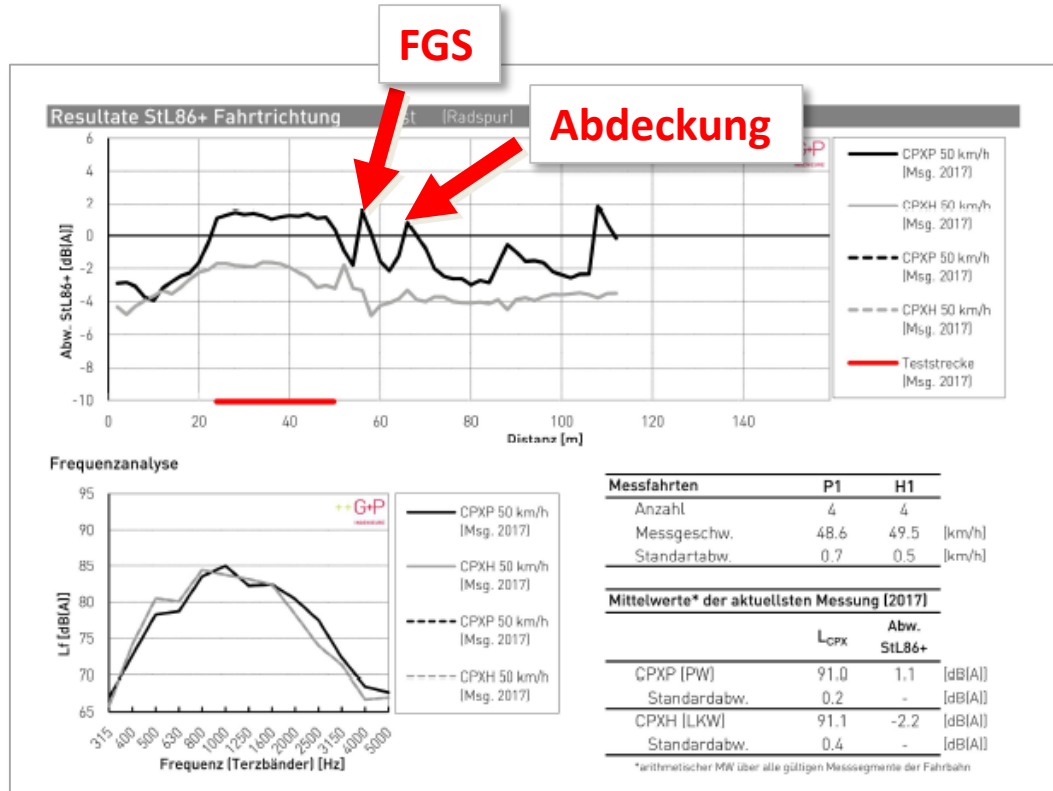 FGS
Abdeckung
Resultate StL86+ Fahrtrichtung st (Radspur)
G+P
6
4
2
0
-2
-4
-6
-8
-10
Abw. StL86+ [dB(A)]
0 20 40 60 80 100 120 140
Distanz [m]
CPXP 50 km/h
(Msg. 2017)
CPXH 50 km/h
(Msg. 2017)
CPXP 50 km/h
(Msg. 2017)
CPXH 50 km/h
(Msg. 2017)
Teststrecke
(Msg. 2017)
Frequenzanalyse
95
90
85
80
75
70
65
Lf [dB(A)]
++G+P
INGENIEURE
315 400 500 630 800 1000 1250 1600 2000 2500 3150 4000 5000
Frequenz (Terzbänder) [Hz]
CPXP 50 km/h
(Msg. 2017)
CPXH 50 km/h
(Msg. 2017)
CPXP 50 km/h
(Msg. 2017)
CPXH 50 km/h
(Msg. 2017)
Messfahrten P1 H1
Anzahl 4 4
Messgeschw. 48.6 49.5 [km/h]
Standartabw. 0.7 0.5 [km/h]
Mittelwerte* der aktuellsten Messung (2017)
LCPX Abw. StL86+
CPXP (PW) 91.0 1.1 [dB(A)]
Standardabw. 0.2 - [dB(A)]
CPXH (LKW) 91.1 -2.2 [dB(A)]
Standardabw. 0.4 - [dB(A)]
*arithmetischer MW über alle gültigen Messsegmente der Fahrbahn